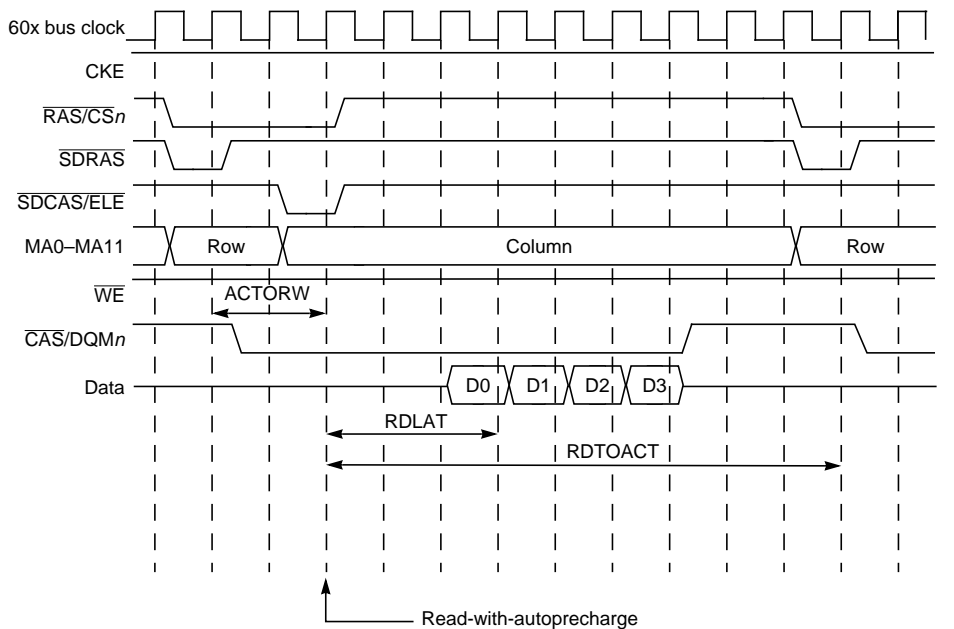 60x bus clock
CKE
RAS/CSn
SDRAS
SDCAS/ELE
MA0–MA11 Row Column Row
WE
ACTORW
CAS/DQMn
Data D0 D1 D2 D3
RDLAT
RDTOACT
Read-with-autoprecharge